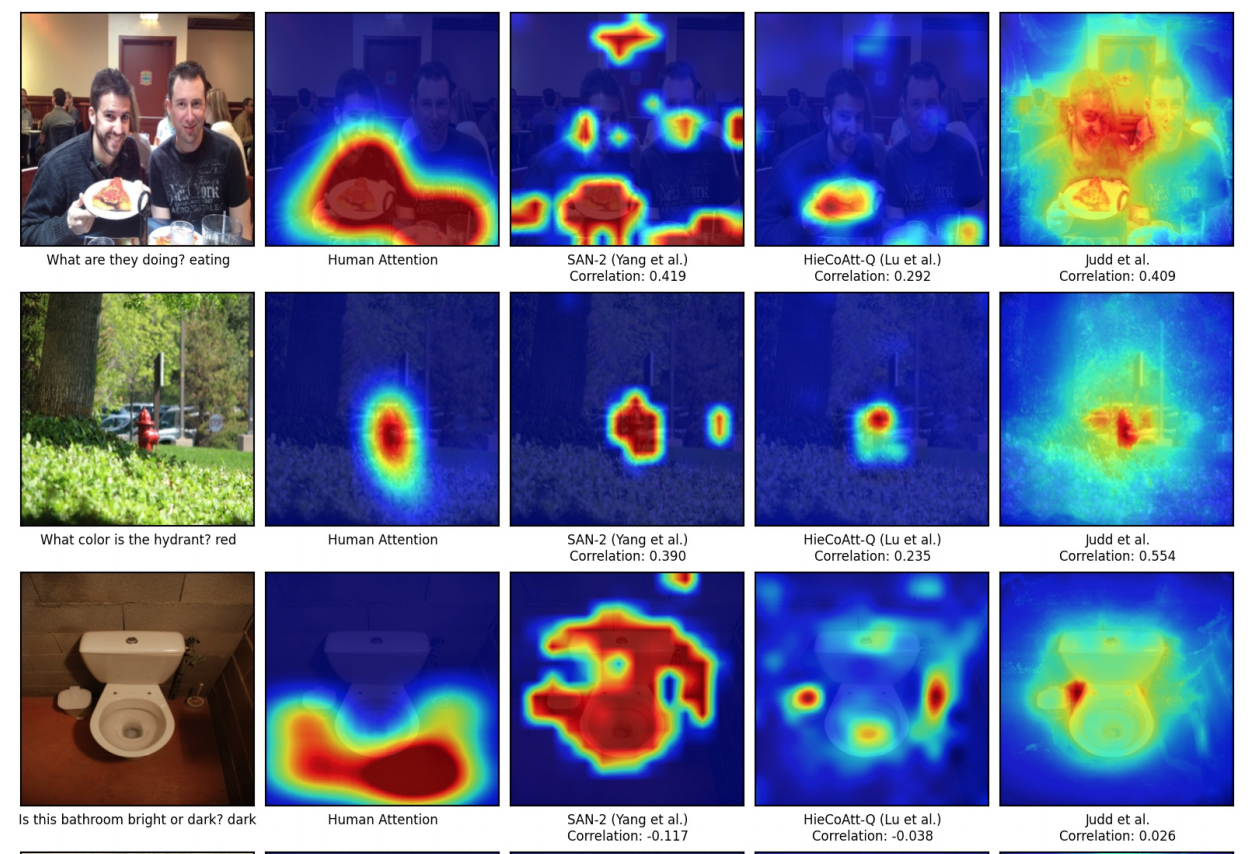 New York
What are they doing? eating
Human Attention
SAN-2 (Yang et al.)
Correlation: 0.419
HieCoAtt-Q (Lu et al.)
Correlation: 0.292
Judd et al.
Correlation: 0.409
What color is the hydrant? red
Human Attention
SAN-2 (Yang et al.)
Correlation: 0.390
HieCoAtt-Q (Lu et al.)
Correlation: 0.235
Judd et al.
Correlation: 0.554
Is this bathroom bright or dark? dark
Human Attention
SAN-2 (Yang et al.)
Correlation: -0.117
HieCoAtt-Q (Lu et al.)
Correlation: -0.038
Judd et al.
Correlation: 0.026